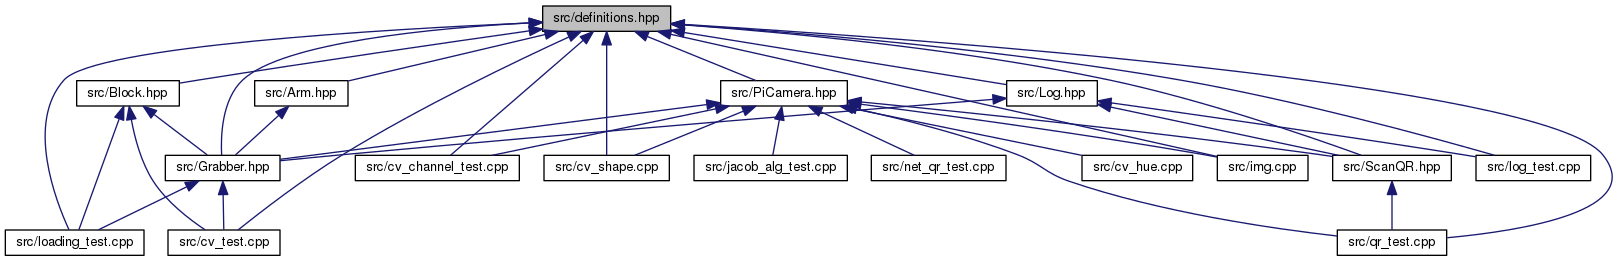 src/definitions.hpp
src/Block.hpp
src/Arm.hpp
src/PiCamera.hpp
src/Log.hpp
src/Grabber.hpp
src/cv_channel_test.cpp
src/cv_shape.cpp
src/jacob_alg_test.cpp
src/net_qr_test.cpp
src/cv_hue.cpp
src/img.cpp
src/ScanQR.hpp
src/log_test.cpp
src/loading_test.cpp
src/cv_test.cpp
src/qr_test.cpp